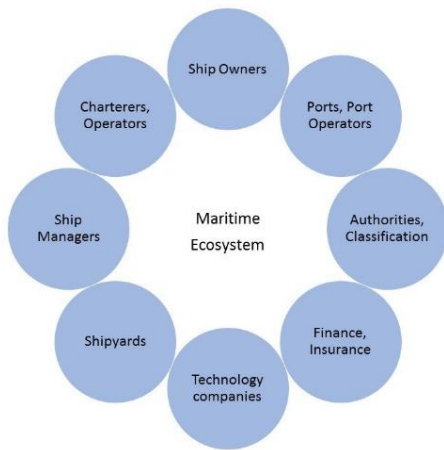 Ship Owners
Charterers,
Operators
Ports, Port
Operators
Ship
Managers
Maritime
Ecosystem
Authorities,
Classification
Shipyards
Finance,
Insurance
Technology
companies